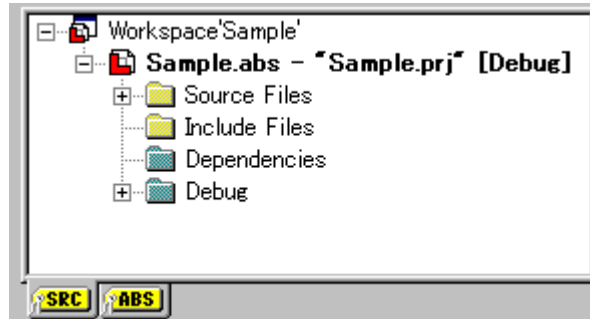 Workspace'Sample'
Sample.abs - "Sample.prj" [Debug]
Source Files
Include Files
Dependencies
Debug
SRC ABS